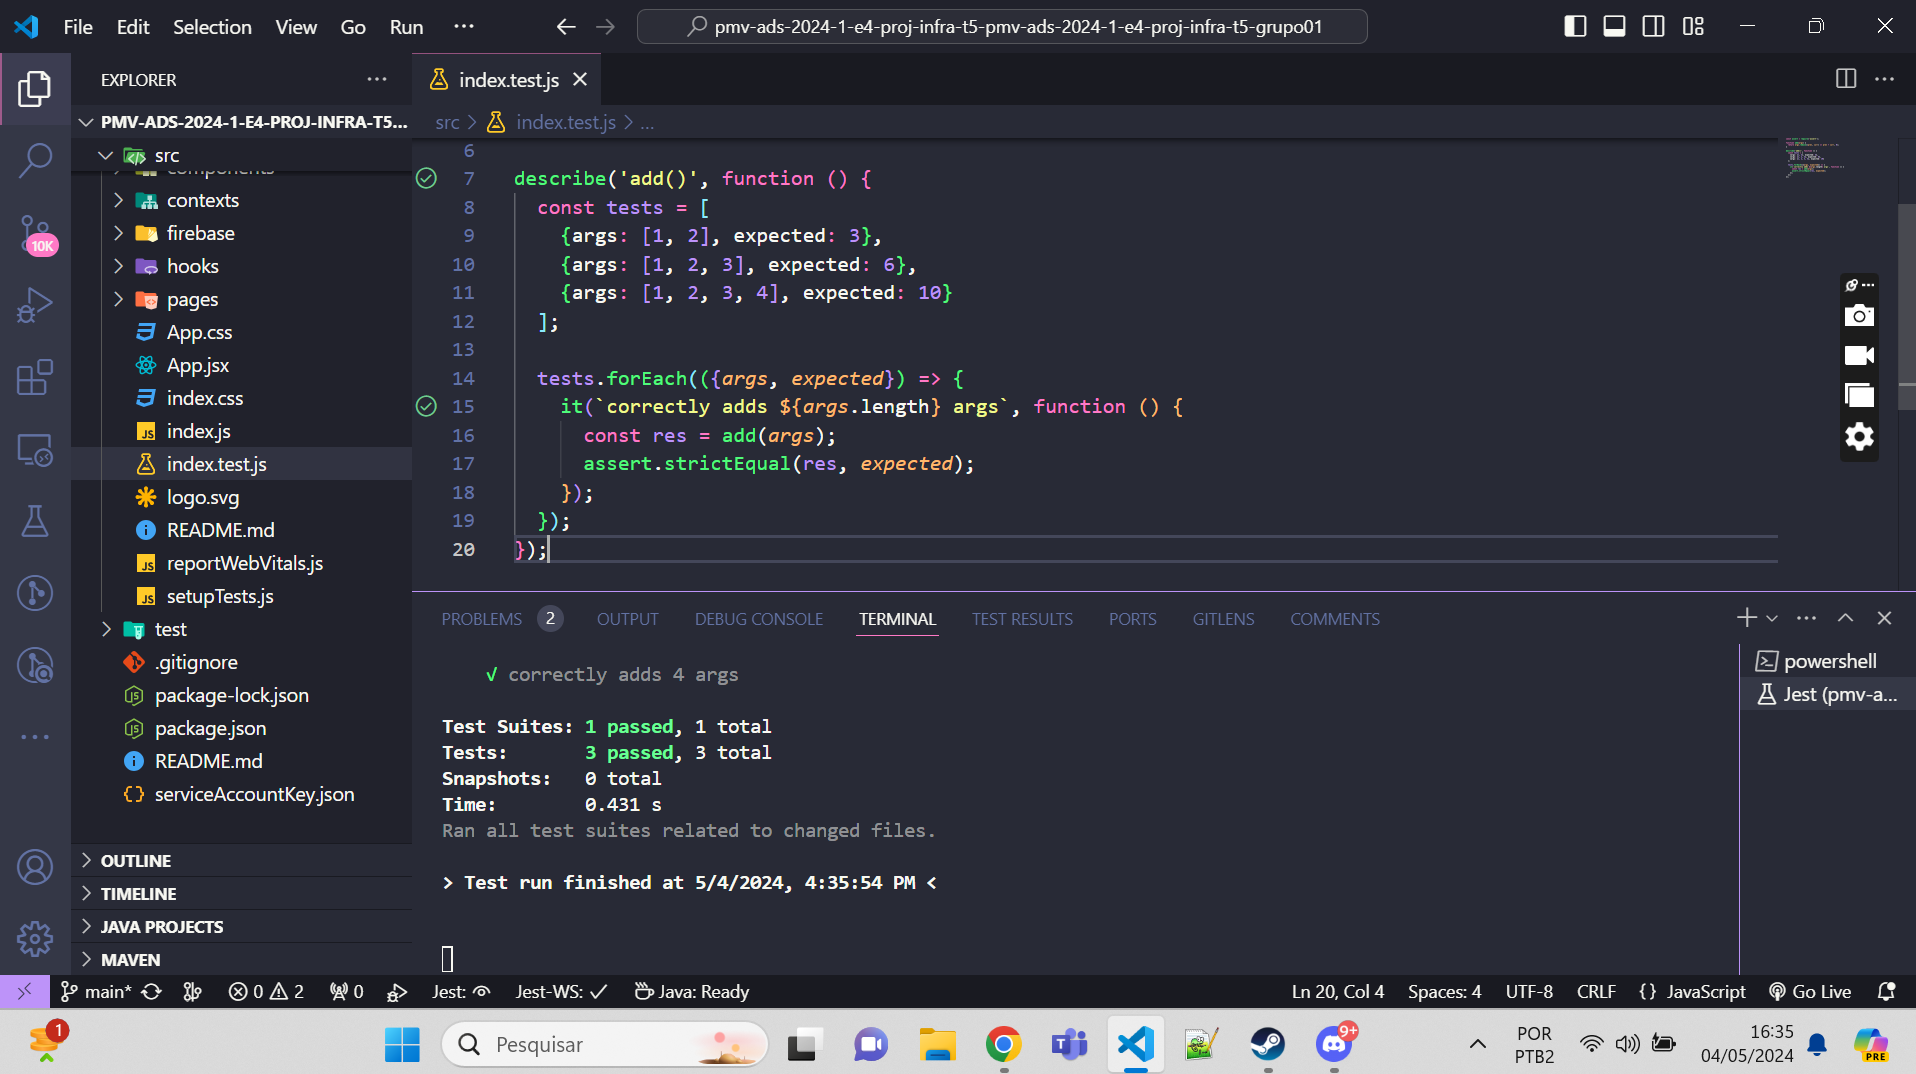 File Edit Selection View Go Run ···
pmv-ads-2024-1-e4-proj-infra-t5-pmv-ads-2024-1-e4-proj-infra-t5-grupo01
EXPLORER
PMV-ADS-2024-1-E4-PROJ-INFRA-T5...
src
components
contexts
firebase
hooks
pages
App.css
App.jsx
index.css
index.js
index.test.js
logo.svg
README.md
reportWebVitals.js
setupTests.js
test
.gitignore
package-lock.json
package.json
README.md
serviceAccountKey.json
OUTLINE
TIMELINE
JAVA PROJECTS
MAVEN
10K
index.test.js
src > index.test.js > ...
6
7 describe('add()', function () {
8 const tests = [
9 {args: [1, 2], expected: 3},
10 {args: [1, 2, 3], expected: 6},
11 {args: [1, 2, 3, 4], expected: 10}
12 ];
13
14 tests.forEach(({args, expected}) => {
15 it(`correctly adds ${args.length} args`, function () {
16 const res = add(args);
17 assert.strictEqual(res, expected);
18 });
19 });
20 });
PROBLEMS 2 OUTPUT DEBUG CONSOLE TERMINAL TEST RESULTS PORTS GITLENS COMMENTS
√ correctly adds 4 args
Test Suites: 1 passed, 1 total
Tests: 3 passed, 3 total
Snapshots: 0 total
Time: 0.431 s
Ran all test suites related to changed files.
> Test run finished at 5/4/2024, 4:35:54 PM <
powershell
Jest (pmv-a...
main* 0 2 0 Jest: Jest-WS: ✓ Java: Ready
Ln 20, Col 4 Spaces: 4 UTF-8 CRLF {} JavaScript Go Live
1
Pesquisar
9+
POR
PTB2
16:35
04/05/2024
PRE